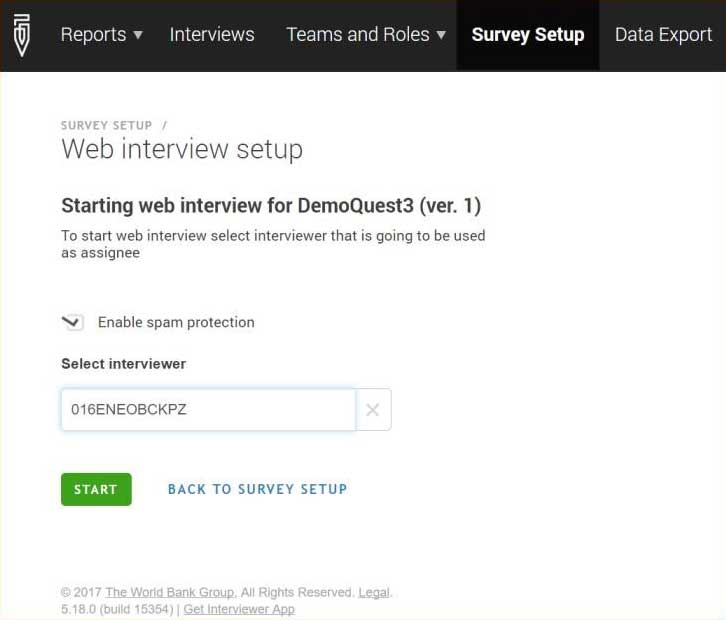 Reports ▼ Interviews Teams and Roles ▼ Survey Setup Data Export
SURVEY SETUP /
Web interview setup
Starting web interview for DemoQuest3 (ver. 1)
To start web interview select interviewer that is going to be used
as assignee
Enable spam protection
Select interviewer
016ENEOBCKPZ
START BACK TO SURVEY SETUP
© 2017 The World Bank Group, All Rights Reserved. Legal.
5.18.0 (build 15354) | Get Interviewer App